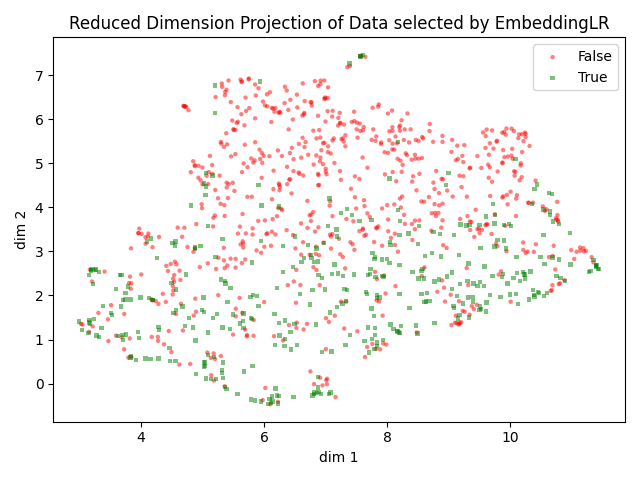 Reduced Dimension Projection of Data selected by EmbeddingLR
False
True
7
6
5
4
3
2
1
0
dim 2
4
6
8
10
dim 1